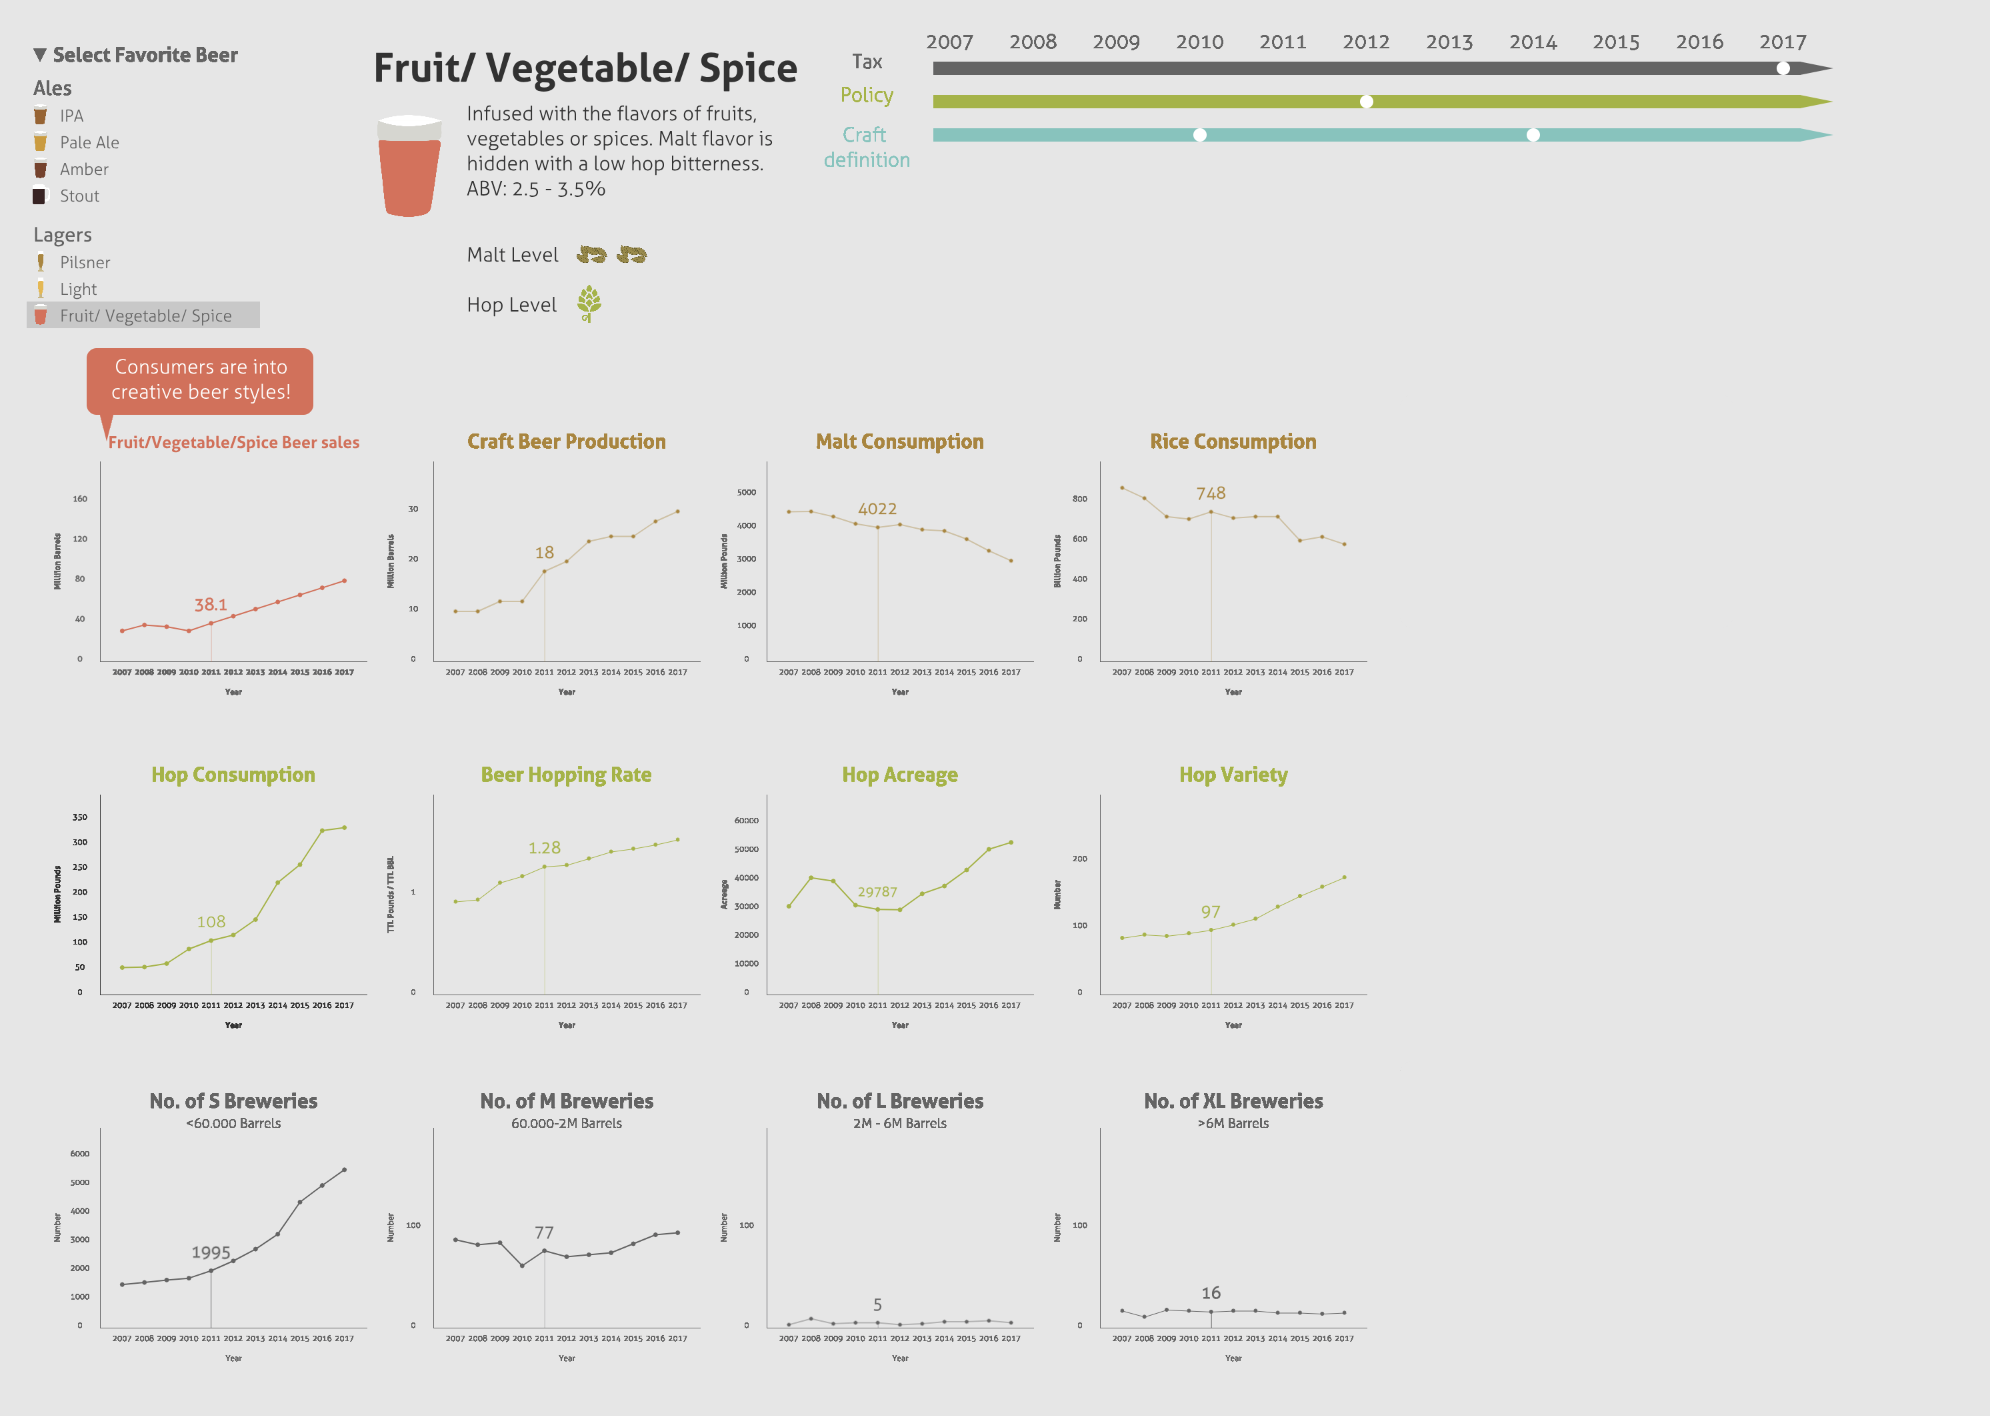 ▼ Select Favorite Beer
Ales
IPA
Pale Ale
Amber
Stout
Lagers
Pilsner
Light
Fruit/ Vegetable/ Spice
Fruit/ Vegetable/ Spice
Infused with the flavors of fruits,
vegetables or spices. Malt flavor is
hidden with a low hop bitterness.
ABV: 2.5 - 3.5%
Malt Level
Hop Level
2007 2008 2009 2010 2011 2012 2013 2014 2015 2016 2017
Tax
Policy
Craft
definition
Consumers are into
creative beer styles!
Fruit/Vegetable/Spice Beer sales
160
120
80
40
0
Million Barrels
38.1
2007 2008 2009 2010 2011 2012 2013 2014 2015 2016 2017
Year
Craft Beer Production
30
20
10
0
Million Barrels
18
2007 2008 2009 2010 2011 2012 2013 2014 2015 2016 2017
Year
Malt Consumption
5000
4000
3000
2000
1000
0
Million Pounds
4022
2007 2008 2009 2010 2011 2012 2013 2014 2015 2016 2017
Year
Rice Consumption
800
600
400
200
0
Billion Pounds
748
2007 2008 2009 2010 2011 2012 2013 2014 2015 2016 2017
Year
Hop Consumption
350
300
250
200
150
100
50
0
Million Pounds
108
2007 2008 2009 2010 2011 2012 2013 2014 2015 2016 2017
Year
Beer Hopping Rate
1
0
TTL Pounds / TTL BBL
1.28
2007 2008 2009 2010 2011 2012 2013 2014 2015 2016 2017
Year
Hop Acreage
60000
50000
40000
30000
20000
10000
0
Acreage
29787
2007 2008 2009 2010 2011 2012 2013 2014 2015 2016 2017
Year
Hop Variety
200
100
0
Number
97
2007 2008 2009 2010 2011 2012 2013 2014 2015 2016 2017
Year
No. of S Breweries
<60.000 Barrels
6000
5000
4000
3000
2000
1000
0
Number
1995
2007 2008 2009 2010 2011 2012 2013 2014 2015 2016 2017
Year
No. of M Breweries
60.000-2M Barrels
100
0
Number
77
2007 2008 2009 2010 2011 2012 2013 2014 2015 2016 2017
Year
No. of L Breweries
2M - 6M Barrels
100
0
Number
5
2007 2008 2009 2010 2011 2012 2013 2014 2015 2016 2017
Year
No. of XL Breweries
>6M Barrels
100
0
Number
16
2007 2008 2009 2010 2011 2012 2013 2014 2015 2016 2017
Year